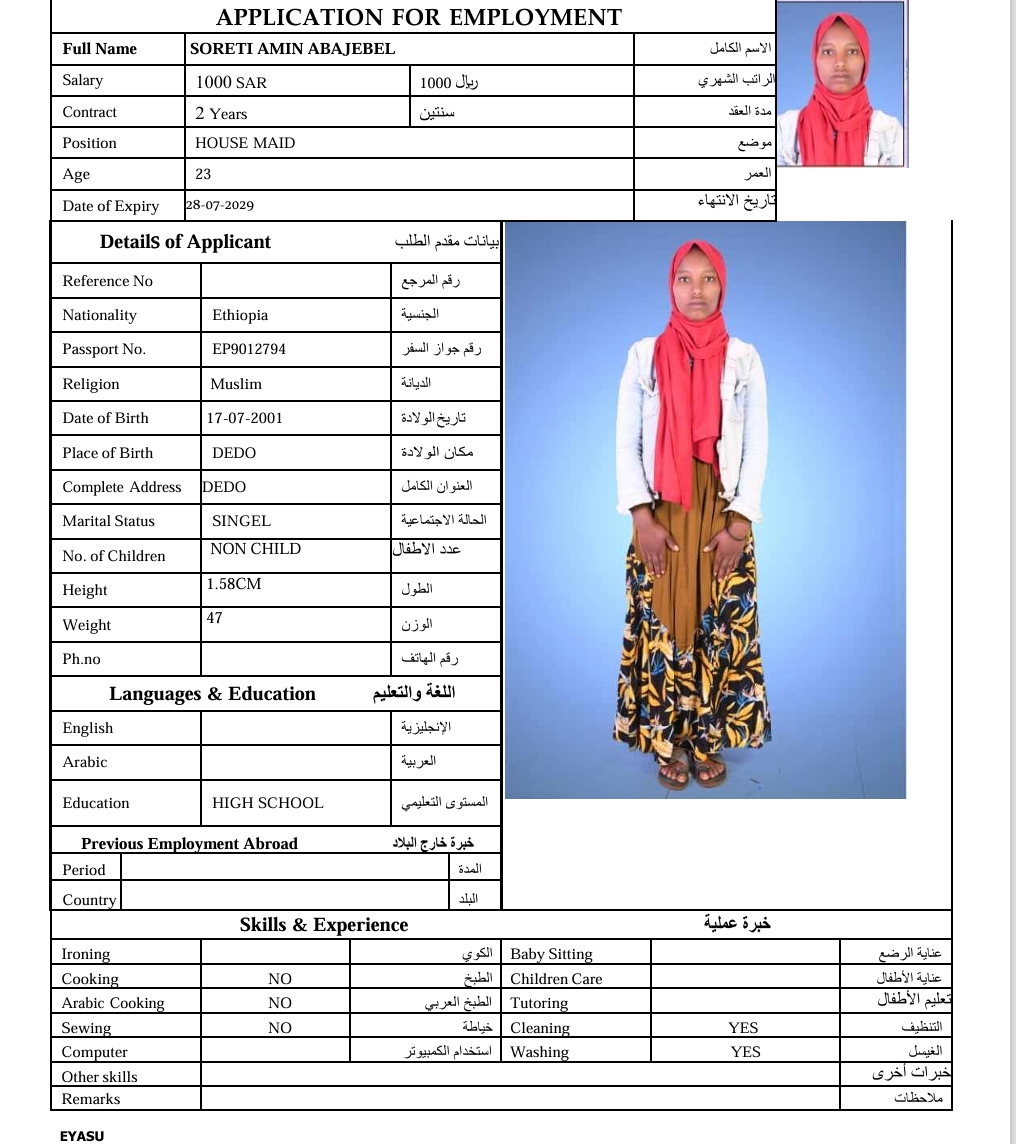 APPLICATION FOR EMPLOYMENT
Full Name SORETI AMIN ABAJEBEL الاسم الكامل
Salary 1000 SAR 1000 ريال الراتب الشهري
Contract 2 Years سنتين مدة العقد
Position HOUSE MAID موضع
Age 23 العمر
Date of Expiry 28-07-2029 تاريخ الانتهاء
Details of Applicant بيانات مقدم الطلب
Reference No رقم المرجع
Nationality Ethiopia الجنسية
Passport No. EP9012794 رقم جواز السفر
Religion Muslim الديانة
Date of Birth 17-07-2001 تاريخ الولادة
Place of Birth DEDO مكان الولادة
Complete Address DEDO العنوان الكامل
Marital Status SINGEL الحالة الاجتماعية
No. of Children NON CHILD عدد الاطفال
Height 1.58CM الطول
Weight 47 الوزن
Ph.no رقم الهاتف
Languages & Education اللغة والتعليم
English الإنجليزية
Arabic العربية
Education HIGH SCHOOL المستوى التعليمي
Previous Employment Abroad خبرة خارج البلاد
Period المدة
Country البلد
Skills & Experience خبرة عملية
Ironing الكوي Baby Sitting عناية الرضع
Cooking NO الطبخ Children Care عناية الأطفال
Arabic Cooking NO الطبخ العربي Tutoring تعليم الأطفال
Sewing NO خياطة Cleaning YES التنظيف
Computer استخدام الكمبيوتر Washing YES الغيسل
Other skills خبرات أخرى
Remarks ملاحظات
EYASU